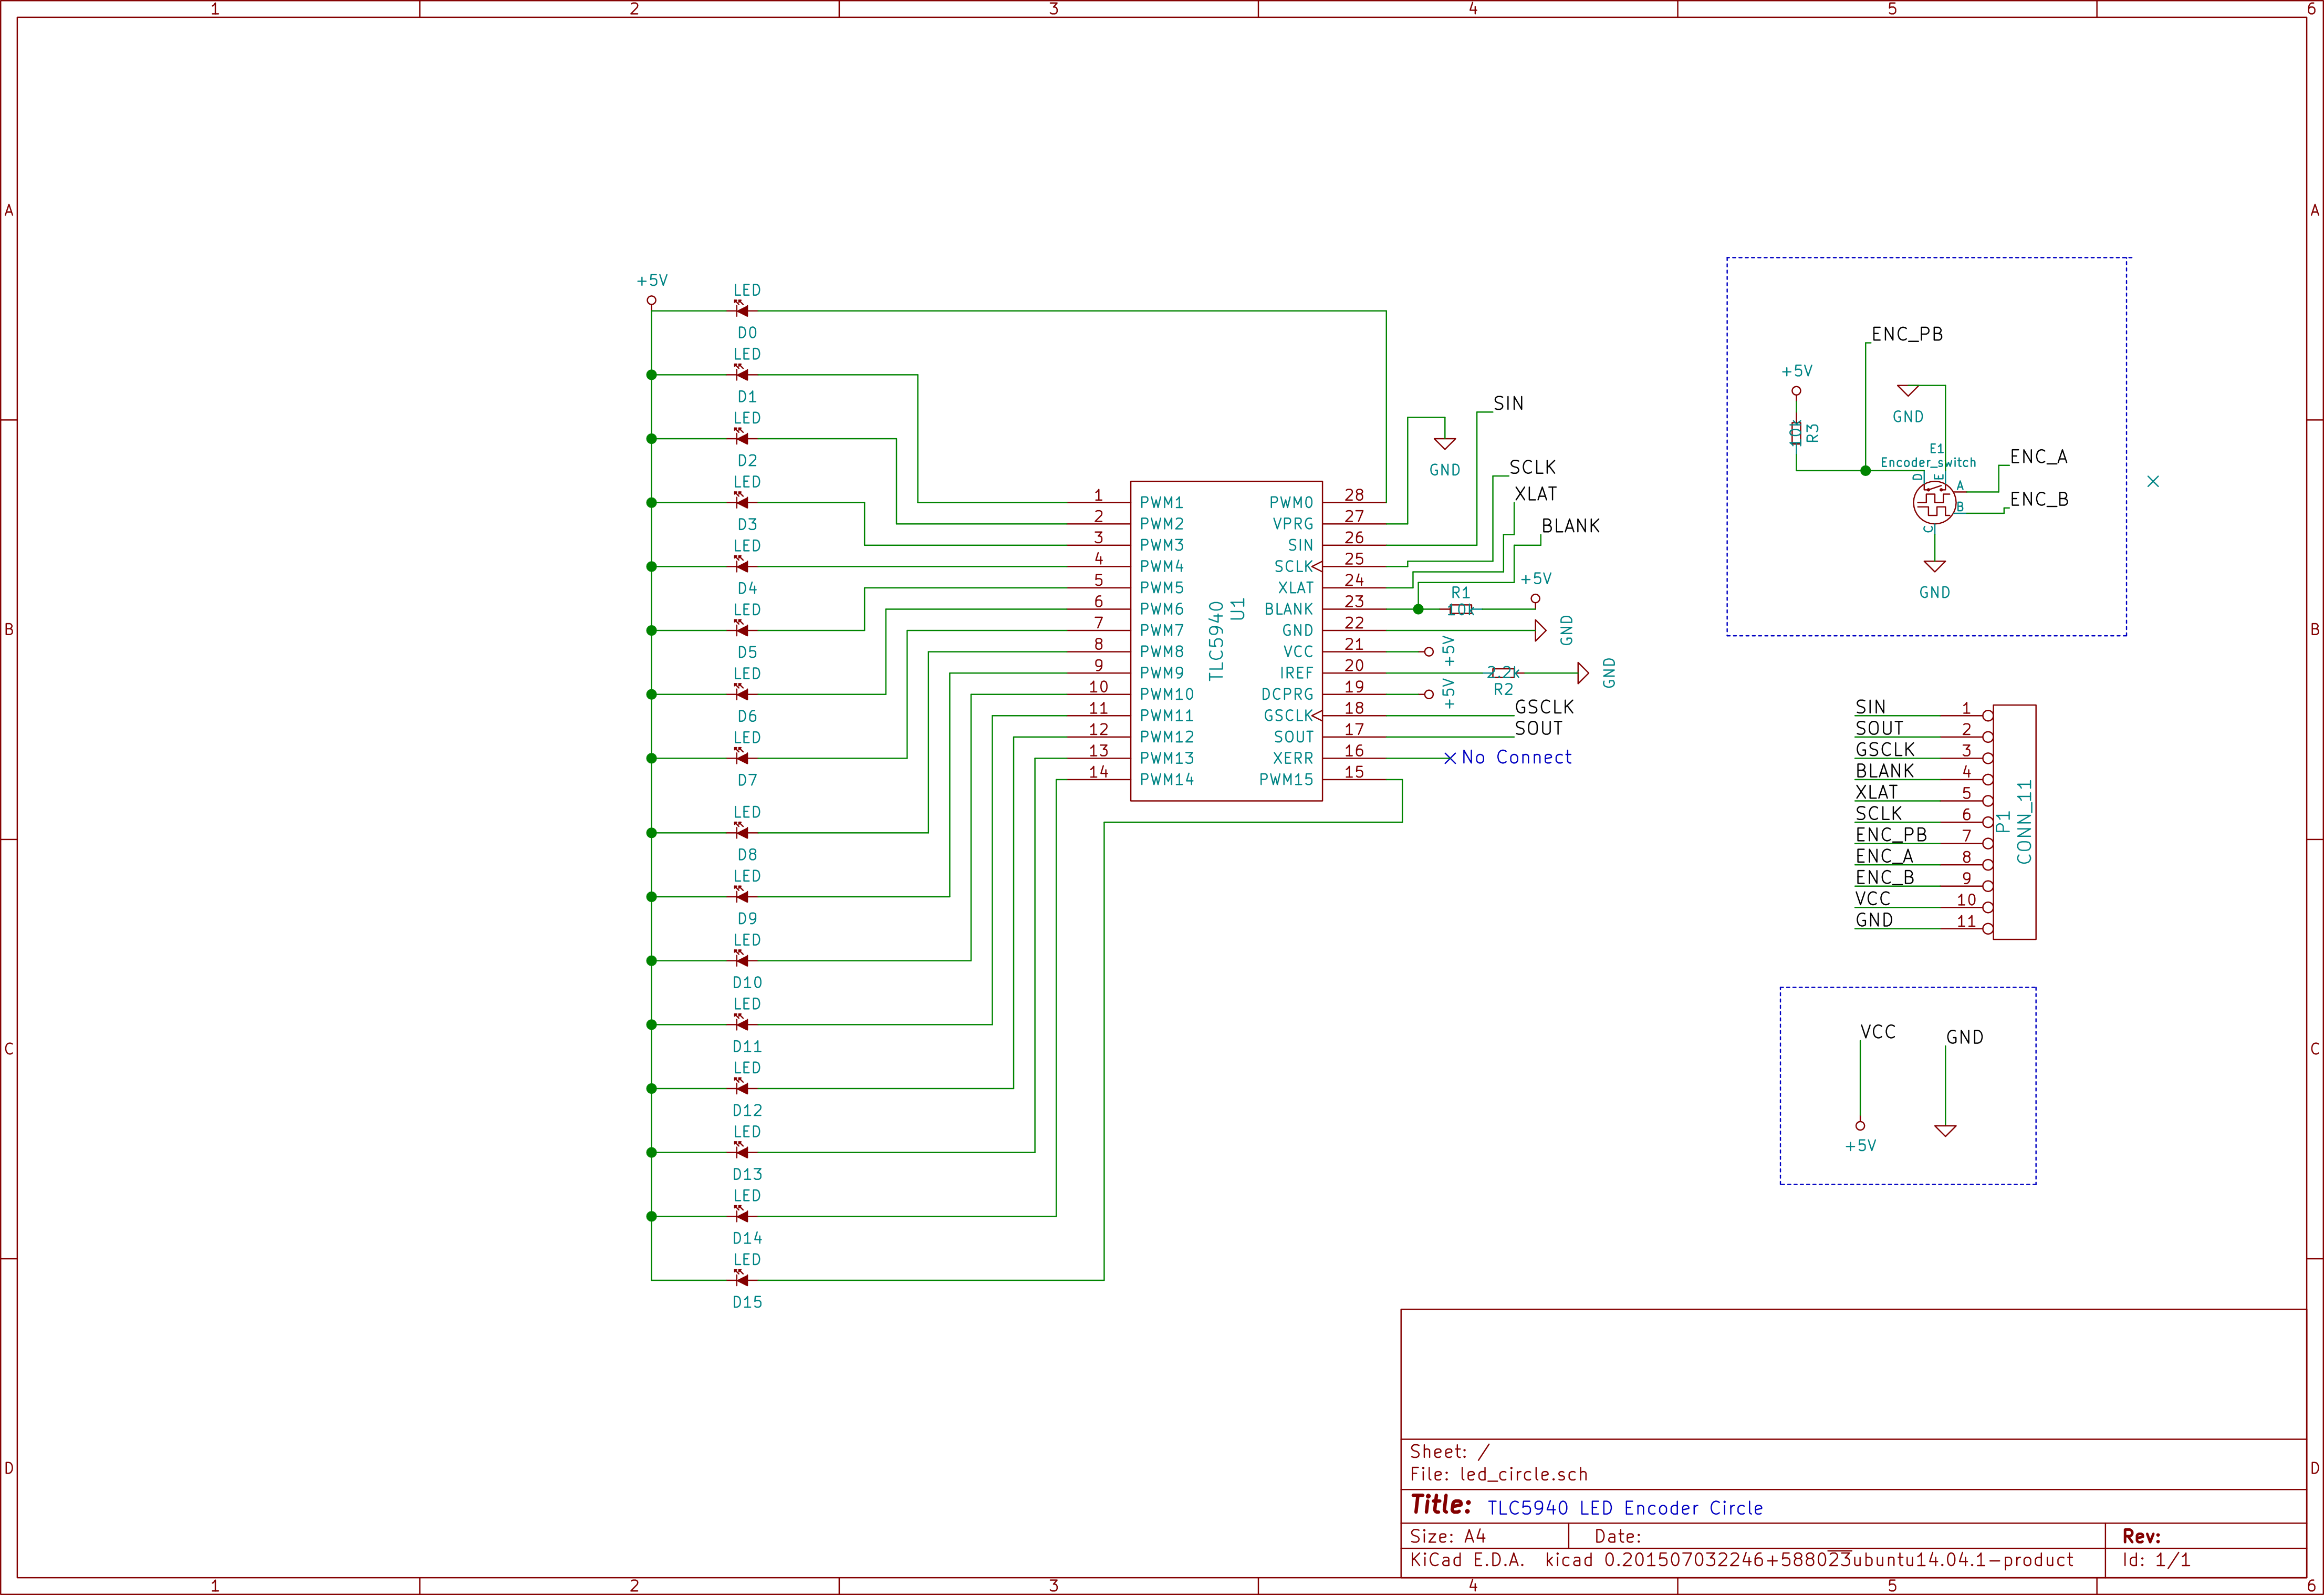 1 2 3 4 5 6
A A
B B
C C
D D
+5V
LED
D0
LED
D1
LED
D2
LED
D3
LED
D4
LED
D5
LED
D6
LED
D7
LED
D8
LED
D9
LED
D10
LED
D11
LED
D12
LED
D13
LED
D14
LED
D15
1 PWM1
2 PWM2
3 PWM3
4 PWM4
5 PWM5
6 PWM6
7 PWM7
8 PWM8
9 PWM9
10 PWM10
11 PWM11
12 PWM12
13 PWM13
14 PWM14
TLC5940
U1
PWM0 28
VPRG 27
SIN 26
SCLK 25
XLAT 24
BLANK 23
GND 22
VCC 21
IREF 20
DCPRG 19
GSCLK 18
SOUT 17
XERR 16
PWM15 15
SIN
GND
SCLK
XLAT
BLANK
+5V
R1
10k
GND
+5V
2.2k
R2
GND
+5V
GSCLK
SOUT
No Connect
ENC_PB
+5V
10k
R3
GND
E1
Encoder_switch
D E
A
B
C
ENC_A
ENC_B
GND
SIN 1
SOUT 2
GSCLK 3
BLANK 4
XLAT 5
SCLK 6
ENC_PB 7
ENC_A 8
ENC_B 9
VCC 10
GND 11
P1
CONN_11
VCC
GND
+5V
Sheet: /
File: led_circle.sch
Title: TLC5940 LED Encoder Circle
Size: A4 Date: Rev:
KiCad E.D.A. kicad 0.201507032246+588023ubuntu14.04.1-product Id: 1/1
1 2 3 4 5 6